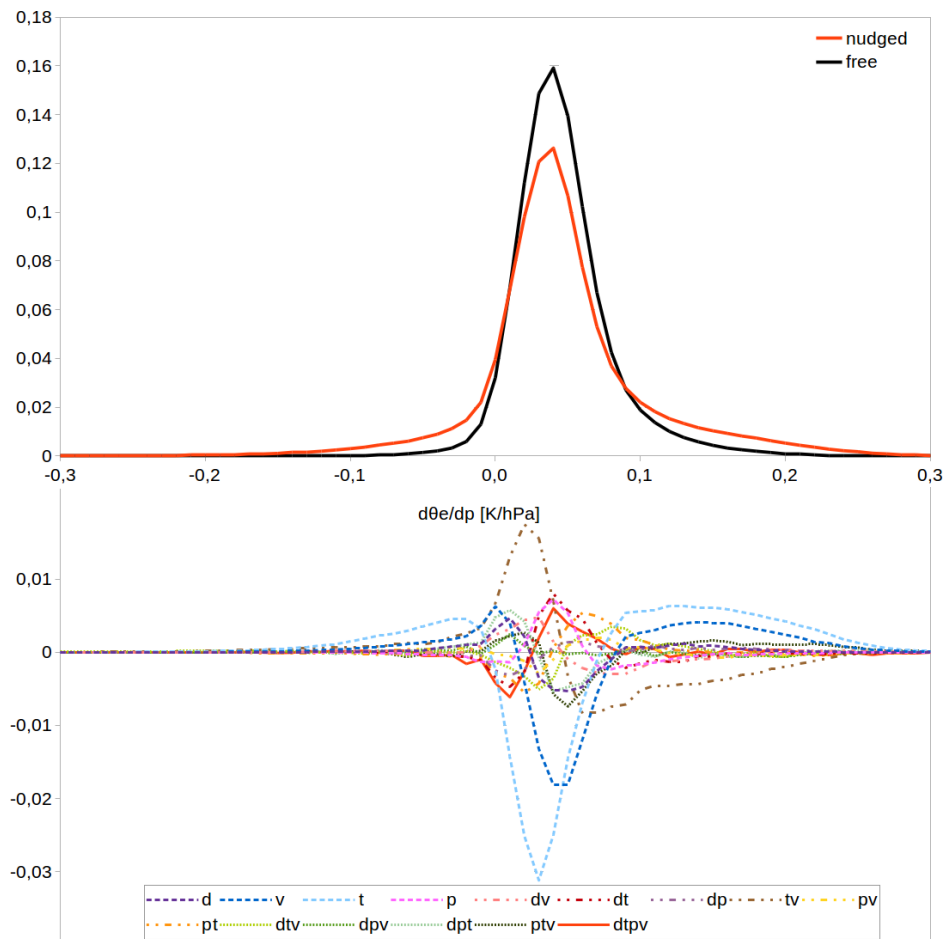 0,18
nudged
0,16
free
0,14
0,12
0,1
0,08
0,06
0,04
0,02
0
-0,3 -0,2 -0,1 0,0 0,1 0,2 0,3
dθe/dp [K/hPa]
0,01
0
-0,01
-0,02
-0,03
d v t p dv dt dp tv pv
pt dtv dpv dpt ptv dtpv